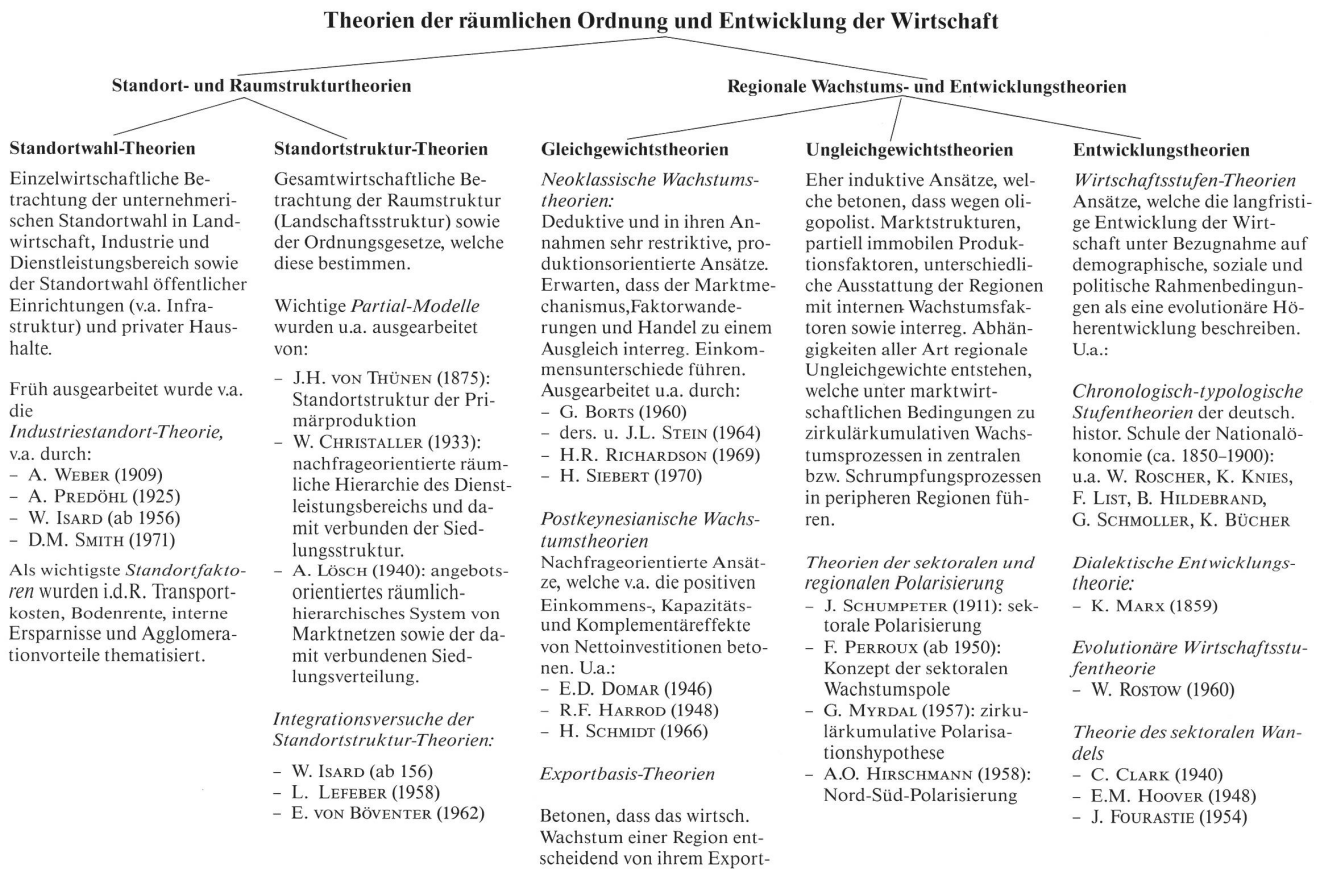 Theorien der räumlichen Ordnung und Entwicklung der Wirtschaft
Standort- und Raumstrukturtheorien
Regionale Wachstums- und Entwicklungstheorien
Standortwahl-Theorien
Einzelwirtschaftliche Be-
trachtung der unternehmeri-
schen Standortwahl in Land-
wirtschaft, Industrie und
Dienstleistungsbereich sowie
der Standortwahl öffentlicher
Einrichtungen (v.a. Infra-
struktur) und privater Haus-
halte.
Früh ausgearbeitet wurde v.a.
die
Industriestandort-Theorie,
v.a. durch:
– A. WEBER (1909)
– A. PREDÖHL (1925)
– W. ISARD (ab 1956)
– D.M. SMITH (1971)
Als wichtigste Standortfakto-
ren wurden i.d.R. Transport-
kosten, Bodenrente, interne
Ersparnisse und Agglomera-
tionvorteile thematisiert.
Standortstruktur-Theorien
Gesamtwirtschaftliche Be-
trachtung der Raumstruktur
(Landschaftsstruktur) sowie
der Ordnungsgesetze, welche
diese bestimmen.
Wichtige Partial-Modelle
wurden u.a. ausgearbeitet
von:
– J.H. VON THÜNEN (1875):
Standortstruktur der Pri-
märproduktion
– W. CHRISTALLER (1933):
nachfrageorientierte räum-
liche Hierarchie des Dienst-
leistungsbereichs und da-
mit verbunden der Sied-
lungsstruktur.
– A. LÖSCH (1940): angebots-
orientiertes räumlich-
hierarchisches System von
Marktnetzen sowie der da-
mit verbundenen Sied-
lungsverteilung.
Integrationsversuche der
Standortstruktur-Theorien:
– W. ISARD (ab 156)
– L. LEFEBER (1958)
– E. VON BÖVENTER (1962)
Gleichgewichtstheorien
Neoklassische Wachstums-
theorien:
Deduktive und in ihren An-
nahmen sehr restriktive, pro-
duktionsorientierte Ansätze.
Erwarten, dass der Marktme-
chanismus,Faktorwande-
rungen und Handel zu einem
Ausgleich interreg. Einkom-
mensunterschiede führen.
Ausgearbeitet u.a. durch:
– G. BORTS (1960)
– ders. u. J.L. STEIN (1964)
– H.R. RICHARDSON (1969)
– H. SIEBERT (1970)
Postkeynesianische Wachs-
tumstheorien
Nachfrageorientierte Ansät-
ze, welche v.a. die positiven
Einkommens-, Kapazitäts-
und Komplementäreffekte
von Nettoinvestitionen beto-
nen. U.a.:
– E.D. DOMAR (1946)
– R.F. HARROD (1948)
– H. SCHMIDT (1966)
Exportbasis-Theorien
Betonen, dass das wirtsch.
Wachstum einer Region ent-
scheidend von ihrem Export-
Ungleichgewichtstheorien
Eher induktive Ansätze, wel-
che betonen, dass wegen oli-
gopolist. Marktstrukturen,
partiell immobilen Produk-
tionsfaktoren, unterschiedli-
che Ausstattung der Regionen
mit internen Wachstumsfak-
toren sowie interreg. Abhän-
gigkeiten aller Art regionale
Ungleichgewichte entstehen,
welche unter marktwirt-
schaftlichen Bedingungen zu
zirkulärkumulativen Wachs-
tumsprozessen in zentralen
bzw. Schrumpfungsprozessen
in peripheren Regionen füh-
ren.
Theorien der sektoralen und
regionalen Polarisierung
– J. SCHUMPETER (1911): sek-
torale Polarisierung
– F. PERROUX (ab 1950):
Konzept der sektoralen
Wachstumspole
– G. MYRDAL (1957): zirku-
lärkumulative Polarisa-
tionshypothese
– A.O. HIRSCHMANN (1958):
Nord-Süd-Polarisierung
Entwicklungstheorien
Wirtschaftsstufen-Theorien
Ansätze, welche die langfristi-
ge Entwicklung der Wirt-
schaft unter Bezugnahme auf
demographische, soziale und
politische Rahmenbedingun-
gen als eine evolutionäre Hö-
herentwicklung beschreiben.
U.a.:
Chronologisch-typologische
Stufentheorien der deutsch.
histor. Schule der Nationalö-
konomie (ca. 1850–1900):
u.a. W. ROSCHER, K. KNIES,
F. LIST, B. HILDEBRAND,
G. SCHMOLLER, K. BÜCHER
Dialektische Entwicklungs-
theorie:
– K. MARX (1859)
Evolutionäre Wirtschaftsstu-
fentheorie
– W. ROSTOW (1960)
Theorie des sektoralen Wan-
dels
– C. CLARK (1940)
– E.M. HOOVER (1948)
– J. FOURASTIE (1954)